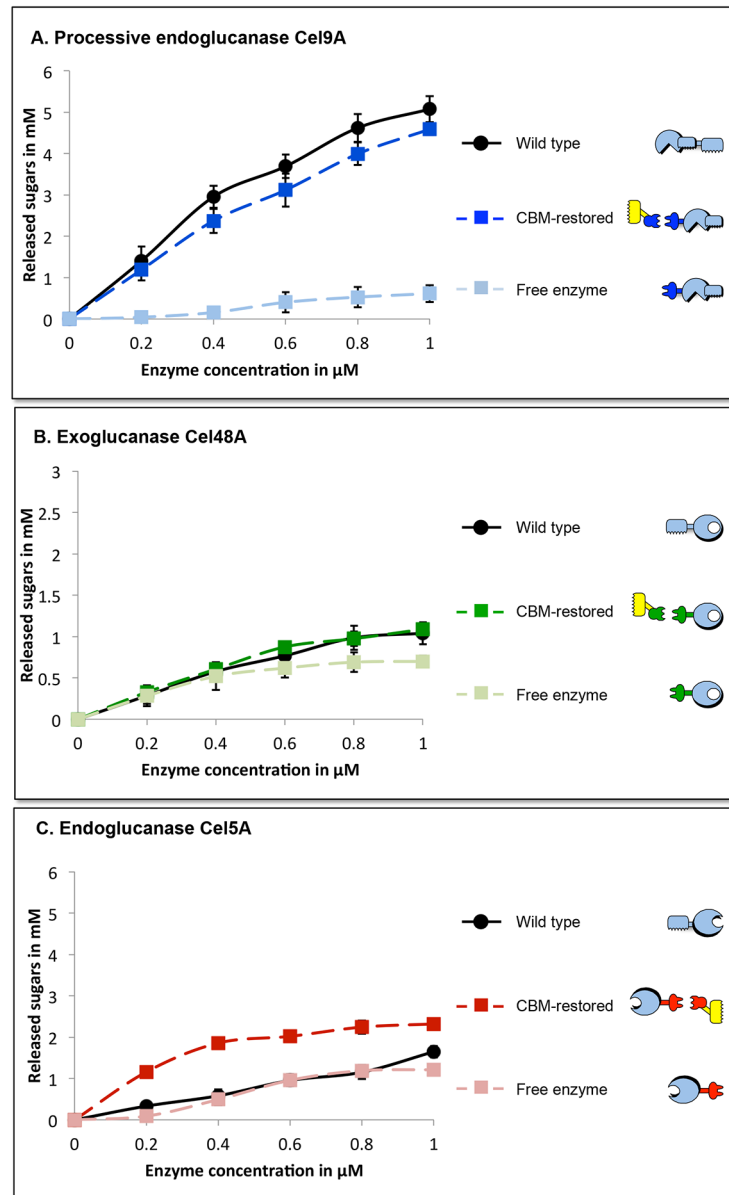 A. Processive endoglucanase Cel9A
Released sugars in mM
6
5
4
3
2
1
0
0 0.2 0.4 0.6 0.8 1
Enzyme concentration in µM
Wild type
CBM-restored
Free enzyme
B. Exoglucanase Cel48A
Released sugars in mM
3
2.5
2
1.5
1
0.5
0
0 0.2 0.4 0.6 0.8 1
Enzyme concentration in µM
Wild type
CBM-restored
Free enzyme
C. Endoglucanase Cel5A
Released sugars in mM
6
5
4
3
2
1
0
0 0.2 0.4 0.6 0.8 1
Enzyme concentration in µM
Wild type
CBM-restored
Free enzyme